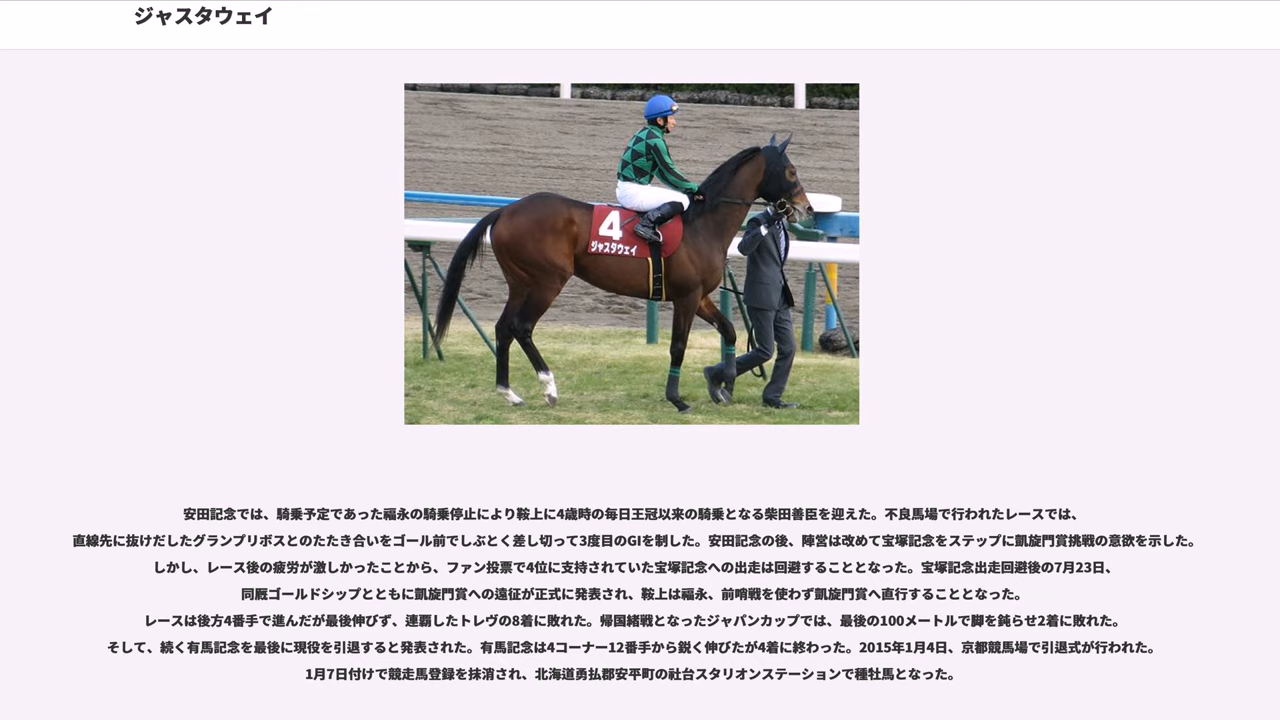 ジャスタウェイ
4
ジャスタウェイ
安田記念では、騎乗予定であった福永の騎乗停止により鞍上に4歳時の毎日王冠以来の騎乗となる柴田善臣を迎えた。不良馬場で行われたレースでは、
直線先に抜けだしたグランプリボスとのたたき合いをゴール前でしぶとく差し切って3度目のGIを制した。安田記念の後、陣営は改めて宝塚記念をステップに凱旋門賞挑戦の意欲を示した。
しかし、レース後の疲労が激しかったことから、ファン投票で4位に支持されていた宝塚記念への出走は回避することとなった。宝塚記念出走回避後の7月23日、
同厩ゴールドシップとともに凱旋門賞への遠征が正式に発表され、鞍上は福永、前哨戦を使わず凱旋門賞へ直行することとなった。
レースは後方4番手で進んだが最後伸びず、連覇したトレヴの8着に敗れた。帰国緒戦となったジャパンカップでは、最後の100メートルで脚を鈍らせ2着に敗れた。
そして、続く有馬記念を最後に現役を引退すると発表された。有馬記念は4コーナー12番手から鋭く伸びたが4着に終わった。2015年1月4日、京都競馬場で引退式が行われた。
1月7日付けで競走馬登録を抹消され、北海道勇払郡安平町の社台スタリオンステーションで種牡馬となった。